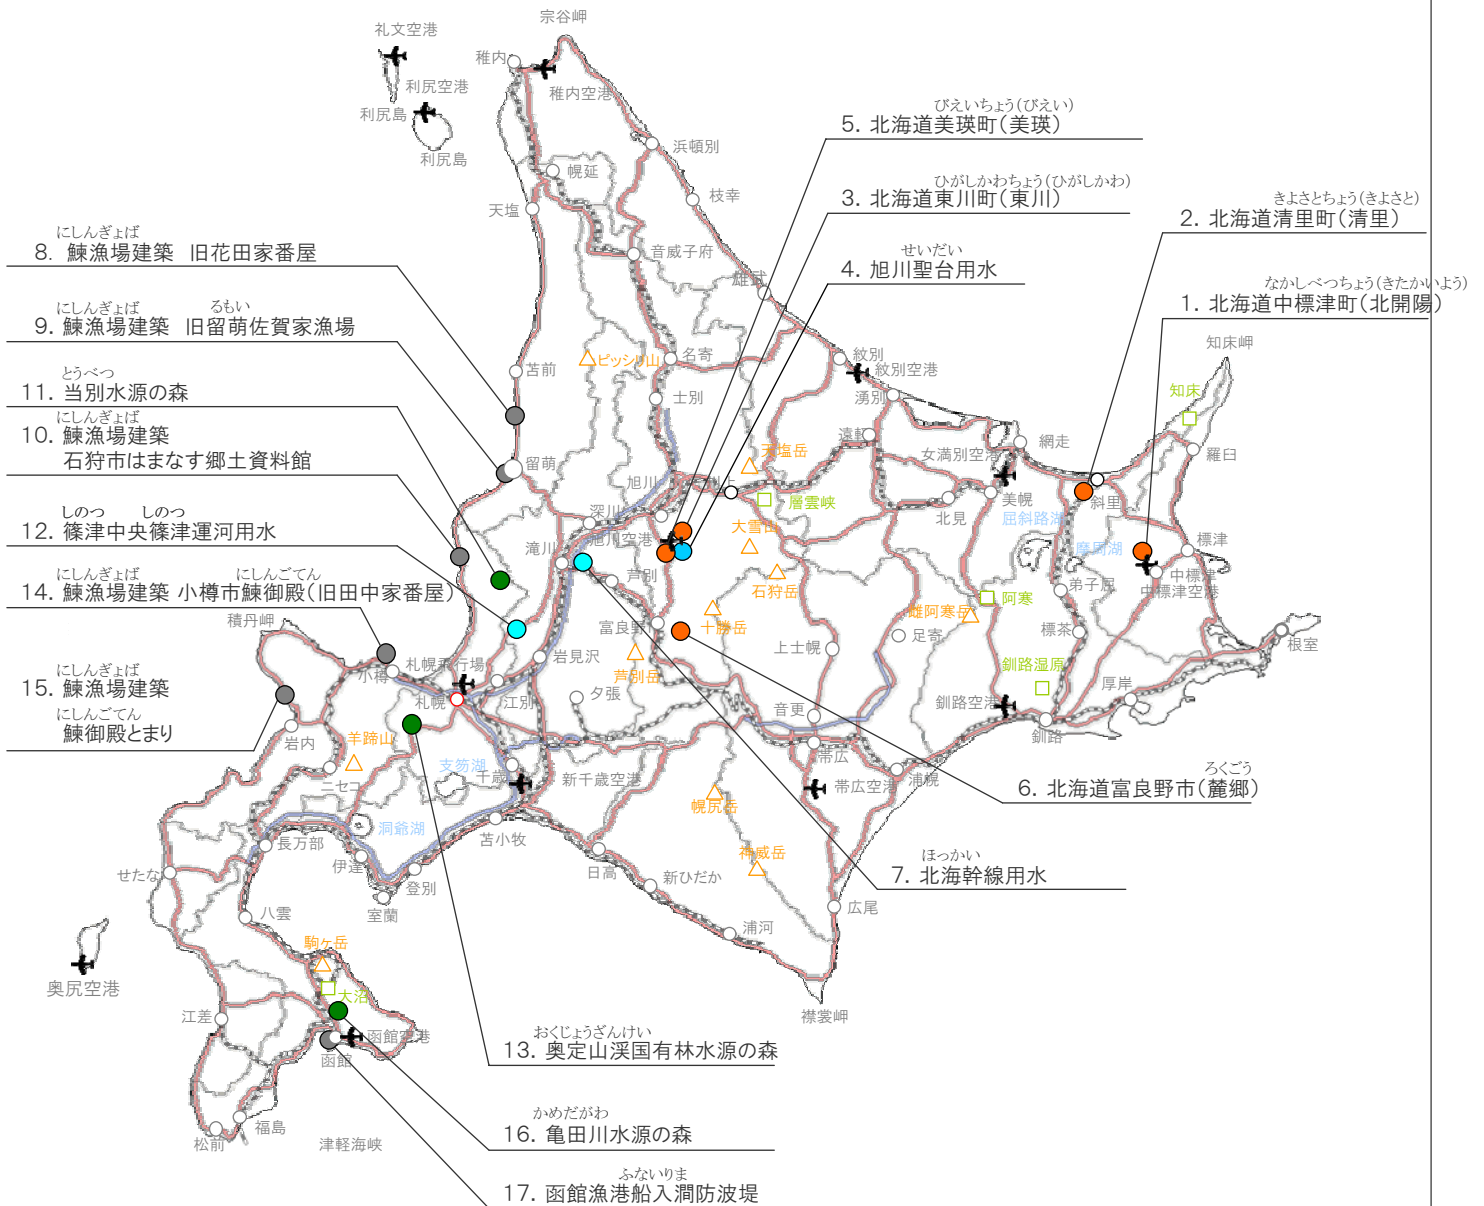 宗谷岬
礼文空港
稚内
利尻空港
稚内空港
利尻島
利尻島
びえいちょう(びえい)
5. 北海道美瑛町(美瑛)
浜頓別
幌延
ひがしかわちょう(ひがしかわ)
3. 北海道東川町(東川)
枝幸
天塩
きよさとちょう(きよさと)
2. 北海道清里町(清里)
にしんぎょば
8. 鰊漁場建築 旧花田家番屋
音威子府
せいだい
4. 旭川聖台用水
雄武
なかしべつちょう(きたかいよう)
1. 北海道中標津町(北開陽)
にしんぎょば るもい
9. 鰊漁場建築 旧留萌佐賀家漁場
知床岬
ピッシリ山
名寄
紋別
紋別空港
苫前
とうべつ
11. 当別水源の森
士別
湧別
知床
にしんぎょば
10. 鰊漁場建築
石狩市はまなす郷土資料館
遠軽
網走
女満別空港
羅臼
天塩岳
留萌
旭川
上
層雲峡
北見
美幌
斜里
しのつ しのつ
12. 篠津中央篠津運河用水
深川
大雪山
屈斜路湖
旭川空港
滝川
摩周湖
標津
にしんぎょば にしんごてん
14. 鰊漁場建築 小樽市鰊御殿(旧田中家番屋)
芦別
石狩岳
中標津
中標津空港
弟子屈
阿寒
雄阿寒岳
積丹岬
富良野
十勝岳
足寄
標茶
根室
上士幌
岩見沢
芦別岳
釧路湿原
札幌飛行場
小樽
にしんぎょば
15. 鰊漁場建築
にしんごてん
鰊御殿とまり
江別
夕張
札幌
厚岸
釧路空港
音更
釧路
岩内
羊蹄山
支笏湖
千歳
新千歳空港
帯広
浦幌
ニセコ
帯広空港
ろくごう
6. 北海道富良野市(麓郷)
幌尻岳
洞爺湖
苫小牧
長万部
伊達
神威岳
ほっかい
7. 北海幹線用水
せたな
登別
日高
新ひだか
室蘭
広尾
八雲
浦河
駒ヶ岳
奥尻空港
大沼
江差
襟裳岬
函館空港
函館
おくじょうざんけい
13. 奥定山渓国有林水源の森
かめだがわ
16. 亀田川水源の森
福島
松前
津軽海峡
ふないりま
17. 函館漁港船入澗防波堤